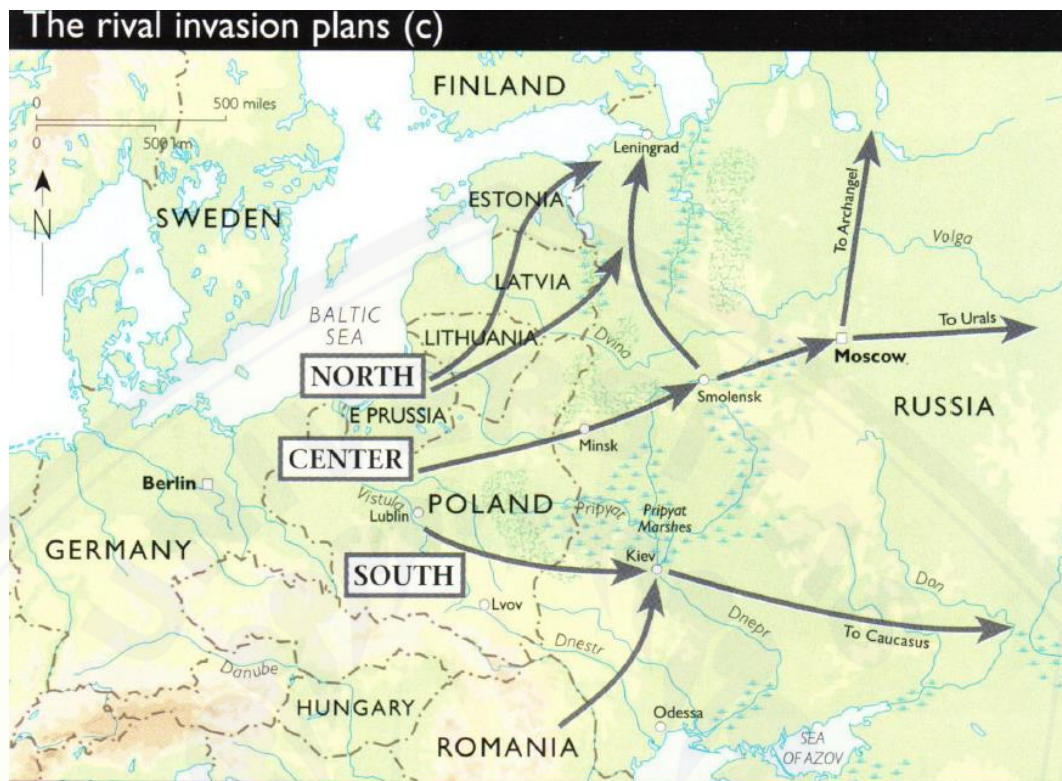 The rival invasion plans (c)
FINLAND
0 500 miles
0 500 km
Leningrad
N
SWEDEN
ESTONIA
To Archangel
Volga
LATVIA
BALTIC
SEA
LITHUANIA
Dvina
To Urals
Moscow
NORTH
Smolensk
RUSSIA
E PRUSSIA
Minsk
CENTER
Berlin
Vistula
POLAND
Lublin
Pripyat
Pripyat
Marshes
GERMANY
Kiev
SOUTH
Don
Lvov
Dnepr
To Caucasus
Dnestr
Danube
HUNGARY
Odessa
ROMANIA
SEA
OF AZOV